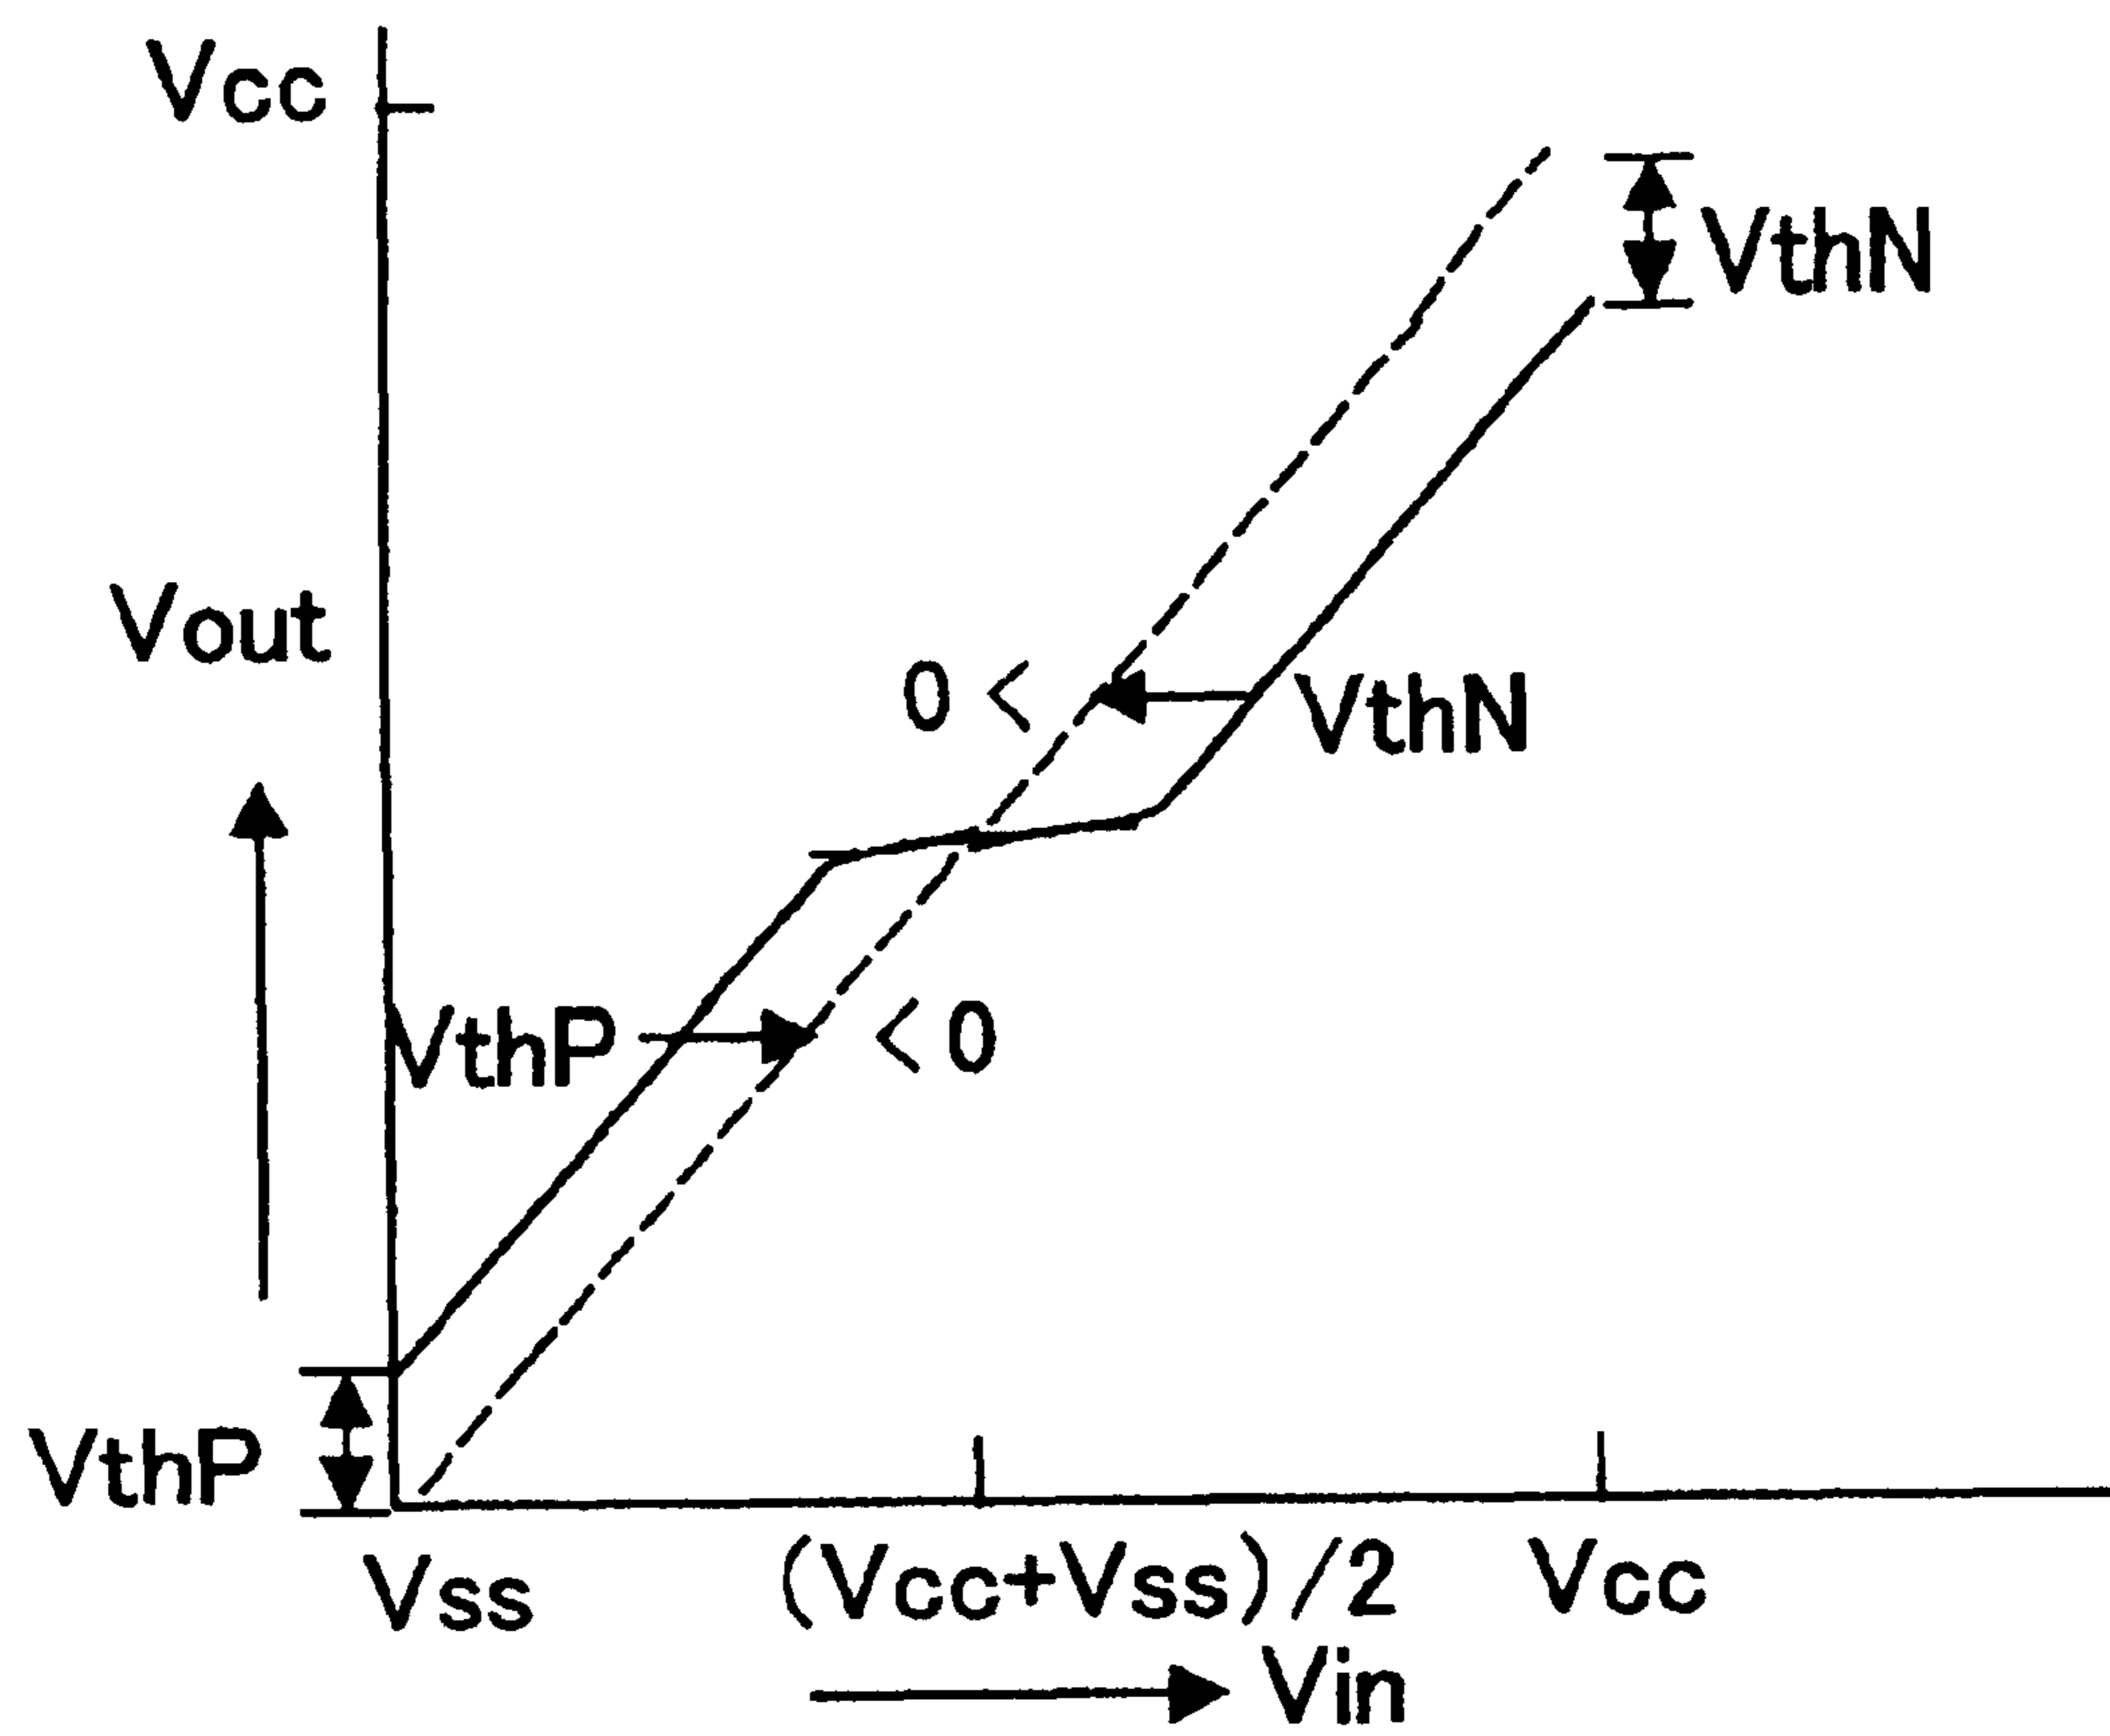 Vcc
VthN
Vout
0 < VthN
VthP < 0
VthP
Vss (Vcc+Vss)/2 Vcc
Vin